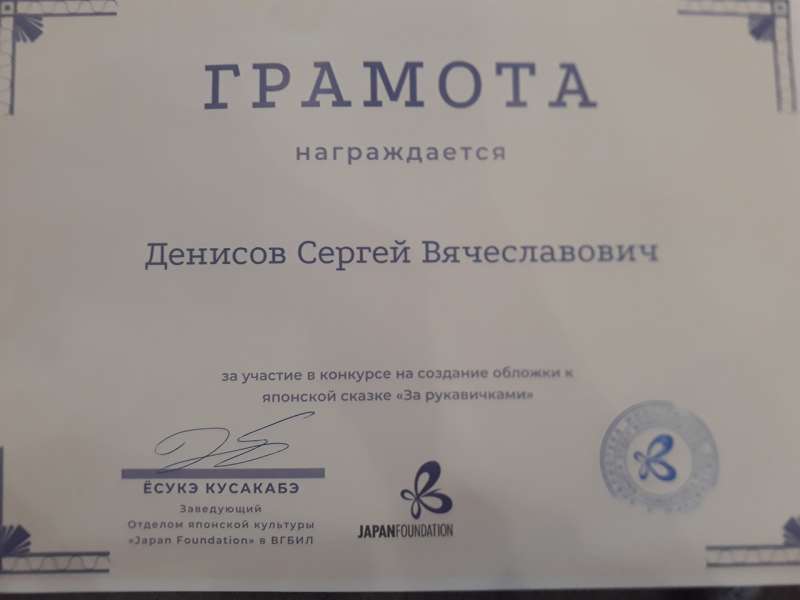 ГРАМОТА
награждается
Денисов Сергей Вячеславович
за участие в конкурсе на создание обложки к
японской сказке «За рукавичками»
ЁСУКЭ КУСАКАБЭ
Заведующий
Отделом японской культуры
«Japan Foundation» в ВГБИЛ
JAPANFOUNDATION